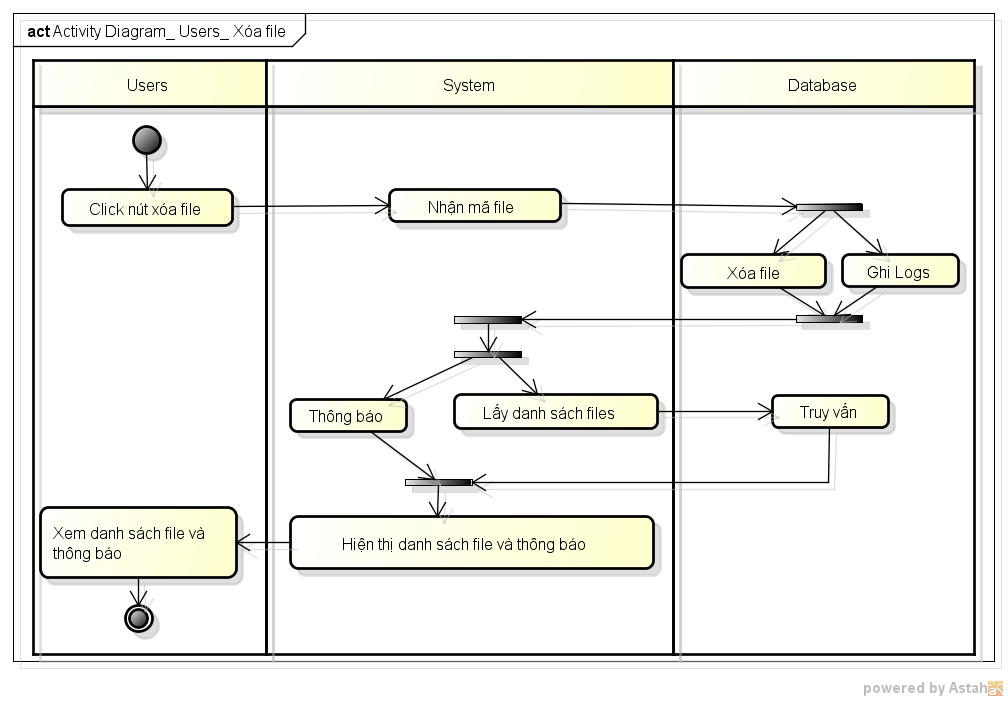 act Activity Diagram_ Users_ Xóa file
Users
System
Database
Click nút xóa file
Nhận mã file
Xóa file
Ghi Logs
Thông báo
Lấy danh sách files
Truy vấn
Xem danh sách file và
thông báo
Hiện thị danh sách file và thông báo
powered by Astah